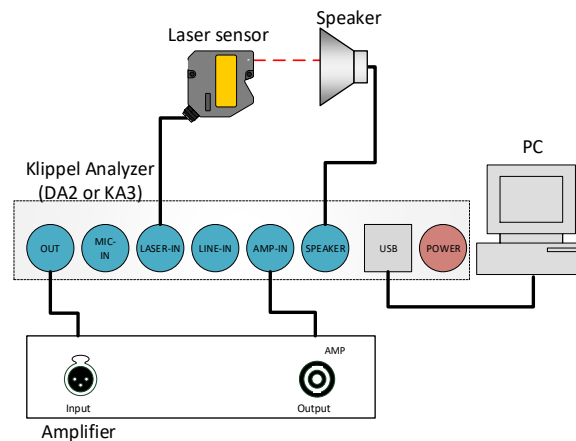 Speaker
Laser sensor
Klippel Analyzer
(DA2 or KA3)
PC
OUT
MIC-
IN
LASER-IN
LINE-IN
AMP-IN
SPEAKER
USB
POWER
AMP
Input
Output
Amplifier